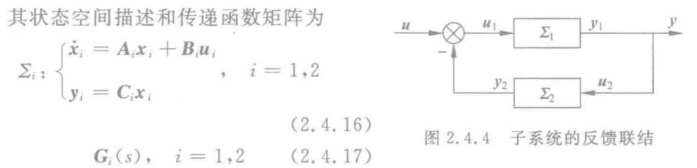 其状态空间描述和传递函数矩阵为
Σᵢ: { ẋᵢ = Aᵢxᵢ + Bᵢuᵢ
yᵢ = Cᵢxᵢ , i = 1,2
(2.4.16)
Gᵢ(s), i = 1,2 (2.4.17)
u u₁ Σ₁ y₁ y
−
y₂ Σ₂ u₂
图 2.4.4 子系统的反馈联结